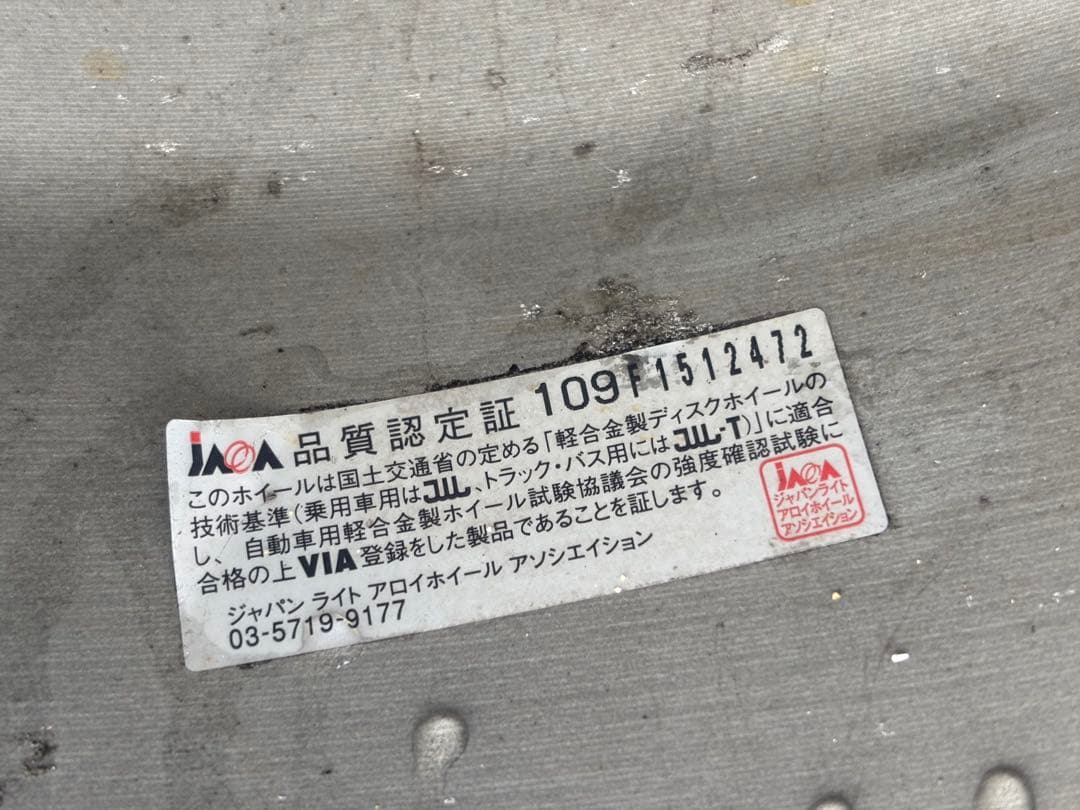 JAWA 品質認定証 109F1512472
このホイールは国土交通省の定める「軽合金製ディスクホイールの
技術基準(乗用車用はJWL、トラック・バス用にはJWL-T)」に適合
し、自動車用軽合金製ホイール試験協議会の強度確認試験に
合格の上VIA登録をした製品であることを証します。
ジャパン ライト アロイホイール アソシエイション
03-5719-9177
JAWA
ジャパンライト
アロイホイール
アソシエイション